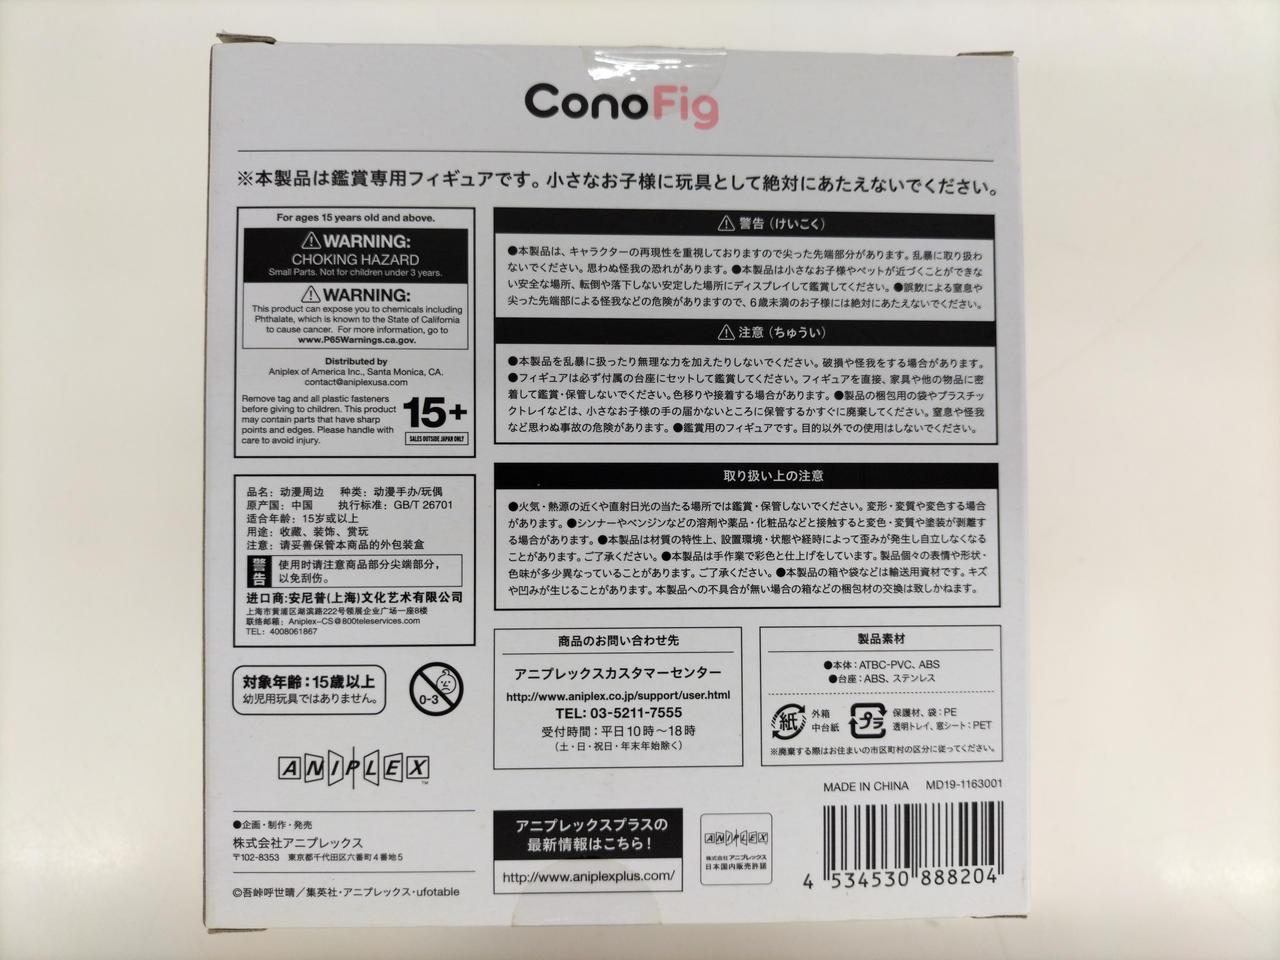 ConoFig
※本製品は鑑賞専用フィギュアです。小さなお子様に玩具として絶対にあたえないでください。
For ages 15 years old and above.
⚠WARNING:
CHOKING HAZARD
Small Parts. Not for children under 3 years.
⚠WARNING:
This product can expose you to chemicals including
Phthalate, which is known to the State of California
to cause cancer. For more information, go to
www.P65Warnings.ca.gov.
Distributed by
Aniplex of America Inc., Santa Monica, CA.
contact@aniplexusa.com
Remove tag and all plastic fasteners
before giving to children. This product
may contain parts that have sharp
points and edges. Please handle with
care to avoid injury.
15+
SALES OUTSIDE JAPAN ONLY
品名：动漫周边 种类：动漫手办/玩偶
原产国：中国 执行标准：GB/T 26701
适合年龄：15岁或以上
用途：收藏、装饰、赏玩
注意：请妥善保管本商品的外包装盒
警告
使用时请注意商品部分尖端部分，
以免刮伤。
进口商：安尼普(上海)文化艺术有限公司
上海市黄浦区湖滨路222号领展企业广场一座8楼
联络邮箱：Aniplex-CS@800teleservices.com
TEL：4008061867
対象年齢：15歳以上
幼児用玩具ではありません。
0-3
ANIPLEX
TM
●企画・制作・発売
株式会社アニプレックス
〒102-8353 東京都千代田区六番町4番地5
©吾峠呼世晴／集英社・アニプレックス・ufotable
⚠警告（けいこく）
●本製品は、キャラクターの再現性を重視しておりますので尖った先端部分があります。乱暴に取り扱わ
ないでください。思わぬ怪我の恐れがあります。●本製品は小さなお子様やペットが近づくことができな
い安全な場所、転倒や落下しない安定した場所にディスプレイして鑑賞してください。●誤飲による窒息や
尖った先端部による怪我などの危険がありますので、6歳未満のお子様には絶対にあたえないでください。
⚠注意（ちゅうい）
●本製品を乱暴に扱ったり無理な力を加えたりしないでください。破損や怪我をする場合があります。
●フィギュアは必ず付属の台座にセットして鑑賞してください。フィギュアを直接、家具や他の物品に密
着して鑑賞・保管しないでください。色移りや接着する場合があります。●製品の梱包用の袋やプラスチッ
クトレイなどは、小さなお子様の手の届かないところに保管するかすぐに廃棄してください。窒息や怪我
など思わぬ事故の危険があります。●鑑賞用のフィギュアです。目的以外での使用はしないでください。
取り扱い上の注意
●火気・熱源の近くや直射日光の当たる場所では鑑賞・保管しないでください。変形・変質や変色する場合
があります。●シンナーやベンジンなどの溶剤や薬品・化粧品などと接触すると変色・変質や塗装が剥離す
る場合があります。●本製品は材質の特性上、設置環境・状態や経時によって歪みが発生し自立しなくなる
ことがあります。ご了承ください。●本製品は手作業で彩色と仕上げをしています。製品個々の表情や形状・
色味が多少異なっていることがあります。ご了承ください。●本製品の箱や袋などは輸送用資材です。キズ
や凹みが生じることがあります。本製品への不具合が無い場合の箱などの梱包材の交換は致しかねます。
商品のお問い合わせ先
アニプレックスカスタマーセンター
http://www.aniplex.co.jp/support/user.html
TEL: 03-5211-7555
受付時間：平日10時〜18時
（土・日・祝日・年末年始除く）
製品素材
●本体：ATBC-PVC、ABS
●台座：ABS、ステンレス
紙
外箱
中台紙
プラ
保護材、袋：PE
透明トレイ、窓シート：PET
※廃棄する際はお住まいの市区町村の区分に従ってください。
アニプレックスプラスの
最新情報はこちら！
http://www.aniplexplus.com/
ANIPLEX
株式会社アニプレックス
日本国内販売許諾
MADE IN CHINA MD19-1163001
4 534530 888204